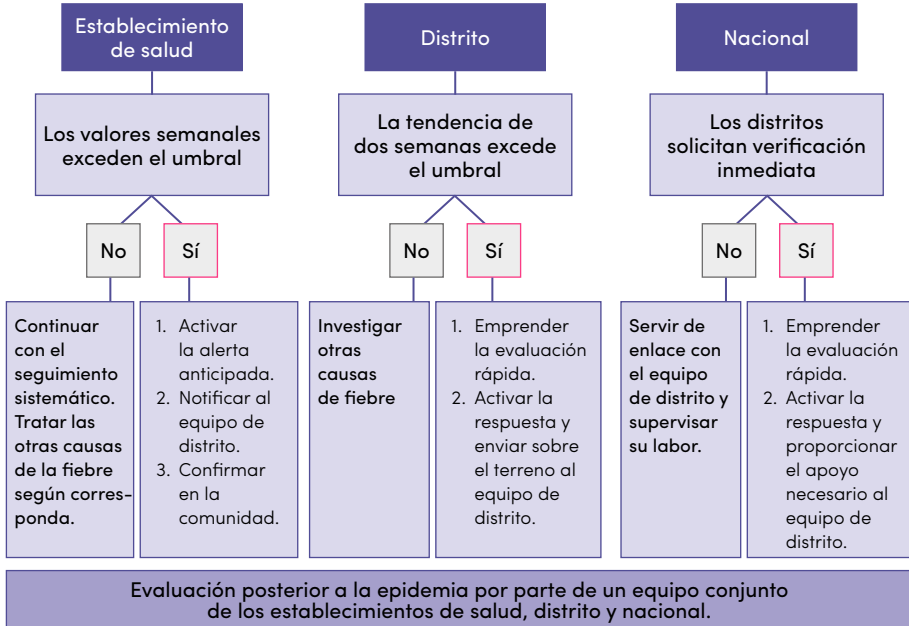 Establecimiento
de salud
Los valores semanales
exceden el umbral
No
Sí
Continuar
con el
seguimiento
sistemático.
Tratar las
otras causas
de la fiebre
según corres-
ponda.
1. Activar
la alerta
anticipada.
2. Notificar al
equipo de
distrito.
3. Confirmar
en la
comunidad.
Distrito
La tendencia de
dos semanas excede
el umbral
No
Sí
Investigar
otras
causas
de fiebre
1. Emprender
la evaluación
rápida.
2. Activar la
respuesta y
enviar sobre
el terreno al
equipo de
distrito.
Nacional
Los distritos
solicitan verificación
inmediata
No
Sí
Servir de
enlace con
el equipo
de distrito y
supervisar
su labor.
1. Emprender
la evaluación
rápida.
2. Activar la
respuesta y
proporcionar
el apoyo
necesario al
equipo de
distrito.
Evaluación posterior a la epidemia por parte de un equipo conjunto
de los establecimientos de salud, distrito y nacional.